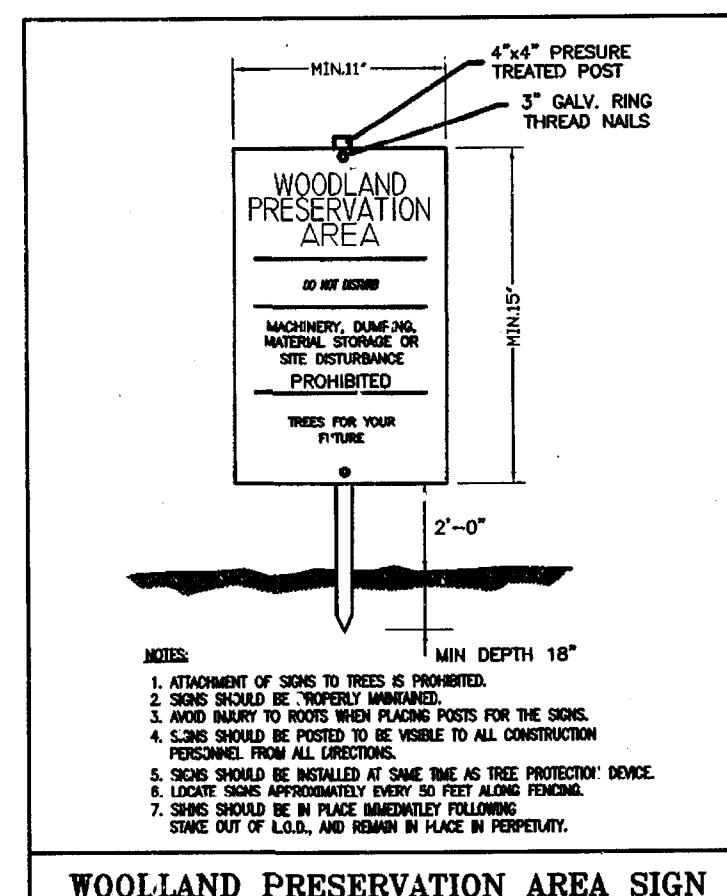 4"x4" PRESURE
TREATED POST
MIN.11"
3" GALV. RING
THREAD NAILS
WOODLAND
PRESERVATION
AREA
DO NOT DISTURB
MACHINERY, DUMPING,
MATERIAL STORAGE OR
SITE DISTURBANCE
PROHIBITED
TREES FOR YOUR
FUTURE
MIN.15"
2'-0"
MIN DEPTH 18"
NOTES:
1. ATTACHMENT OF SIGNS TO TREES IS PROHIBITED.
2. SIGNS SHOULD BE PROPERLY MAINTAINED.
3. AVOID INJURY TO ROOTS WHEN PLACING POSTS FOR THE SIGNS.
4. SIGNS SHOULD BE POSTED TO BE VISIBLE TO ALL CONSTRUCTION
PERSONNEL FROM ALL DIRECTIONS.
5. SIGNS SHOULD BE INSTALLED AT SAME TIME AS TREE PROTECTION DEVICE.
6. LOCATE SIGNS APPROXIMATELY EVERY 50 FEET ALONG FENCING.
7. SIHNS SHOULD BE IN PLACE IMMEDIATLEY FOLLOWING
STAKE OUT OF L.O.D., AND REMAIN IN PLACE IN PERPETUITY.
WOOLLAND PRESERVATION AREA SIGN